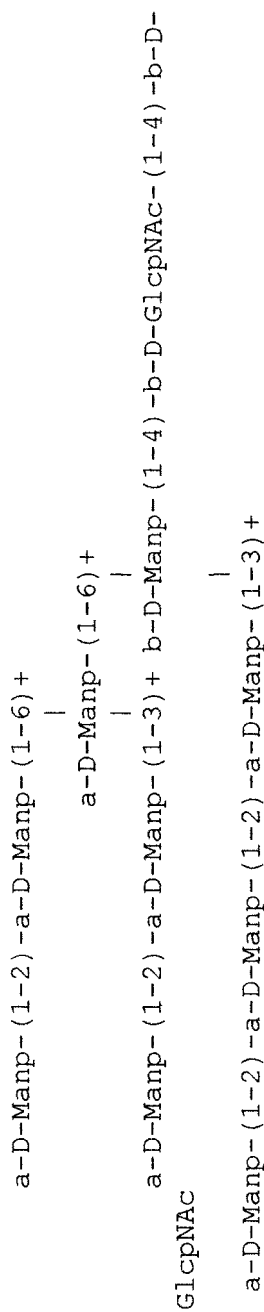 a-D-Manp-(1-2)-a-D-Manp-(1-6)+
|
a-D-Manp-(1-6)+
| |
a-D-Manp-(1-2)-a-D-Manp-(1-3)+ b-D-Manp-(1-4)-b-D-GlcpNAc-(1-4)-b-D-
GlcpNAc
|
a-D-Manp-(1-2)-a-D-Manp-(1-2)-a-D-Manp-(1-3)+